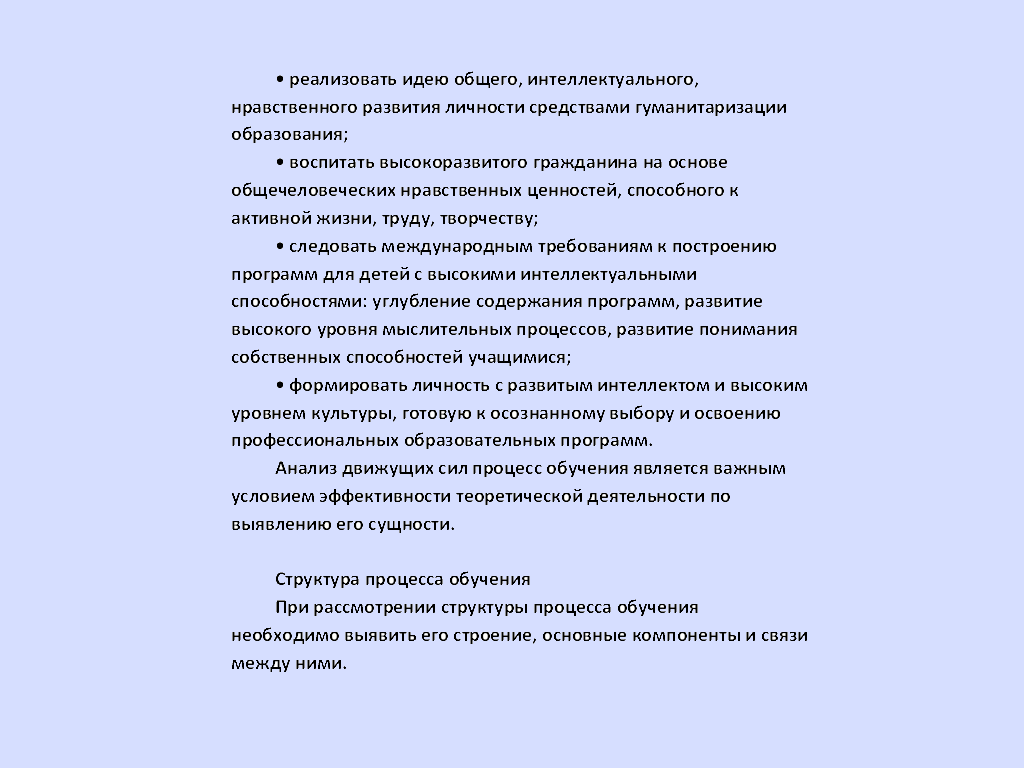 • реализовать идею общего, интеллектуального,
нравственного развития личности средствами гуманитаризации
образования;
• воспитать высокоразвитого гражданина на основе
общечеловеческих нравственных ценностей, способного к
активной жизни, труду, творчеству;
• следовать международным требованиям к построению
программ для детей с высокими интеллектуальными
способностями: углубление содержания программ, развитие
высокого уровня мыслительных процессов, развитие понимания
собственных способностей учащимися;
• формировать личность с развитым интеллектом и высоким
уровнем культуры, готовую к осознанному выбору и освоению
профессиональных образовательных программ.
Анализ движущих сил процесс обучения является важным
условием эффективности теоретической деятельности по
выявлению его сущности.
Структура процесса обучения
При рассмотрении структуры процесса обучения
необходимо выявить его строение, основные компоненты и связи
между ними.